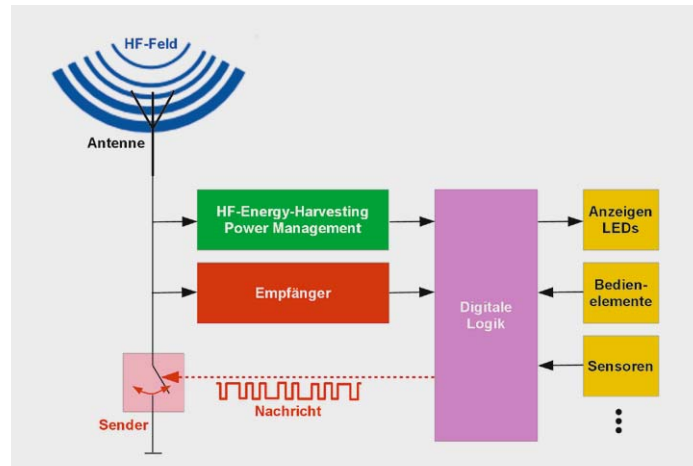 HF-Feld
Antenne
HF-Energy-Harvesting
Power Management
Anzeigen
LEDs
Empfänger
Digitale
Logik
Bedien-
elemente
Sensoren
Nachricht
Sender